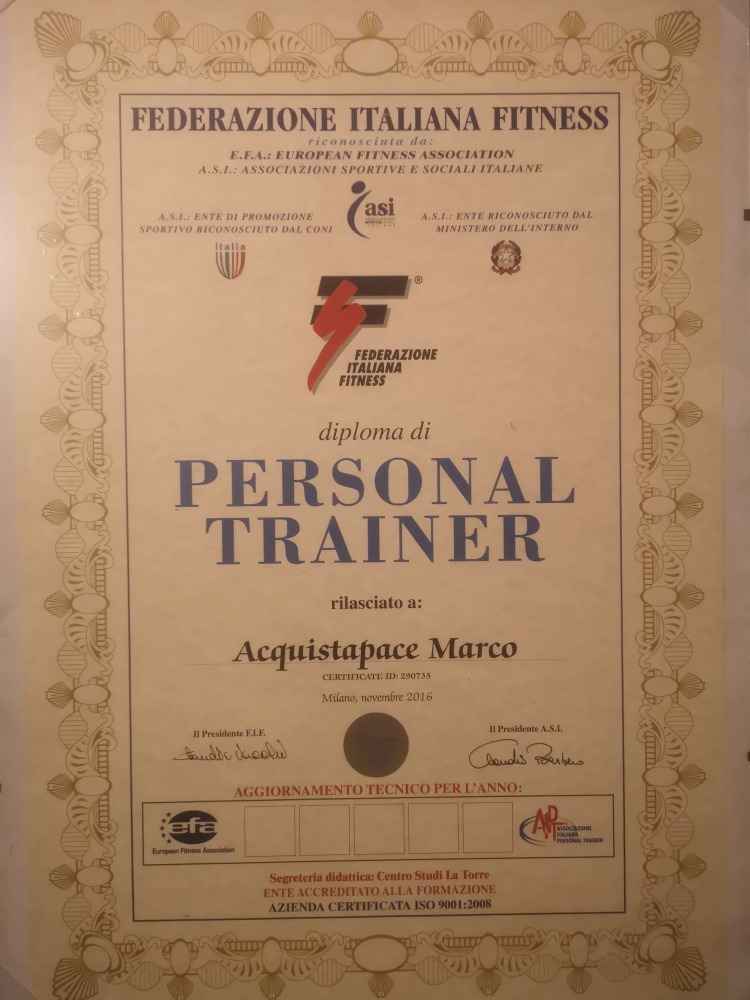 FEDERAZIONE ITALIANA FITNESS
riconosciuta da:
E.F.A.: EUROPEAN FITNESS ASSOCIATION
A.S.I.: ASSOCIAZIONI SPORTIVE E SOCIALI ITALIANE
asi
A.S.I.: ENTE DI PROMOZIONE
SPORTIVO RICONOSCIUTO DAL CONI
A.S.I.: ENTE RICONOSCIUTO DAL
MINISTERO DELL'INTERNO
Italia
®
FEDERAZIONE
ITALIANA
FITNESS
diploma di
PERSONAL
TRAINER
rilasciato a:
Acquistapace Marco
CERTIFICATE ID: 290735
Milano, novembre 2016
Il Presidente F.I.F.
Il Presidente A.S.I.
Claudio Barbaro
AGGIORNAMENTO TECNICO PER L'ANNO:
efa
European Fitness Association
ASSOCIAZIONE
ITALIANA
PERSONAL TRAINER
Segreteria didattica: Centro Studi La Torre
ENTE ACCREDITATO ALLA FORMAZIONE
AZIENDA CERTIFICATA ISO 9001:2008